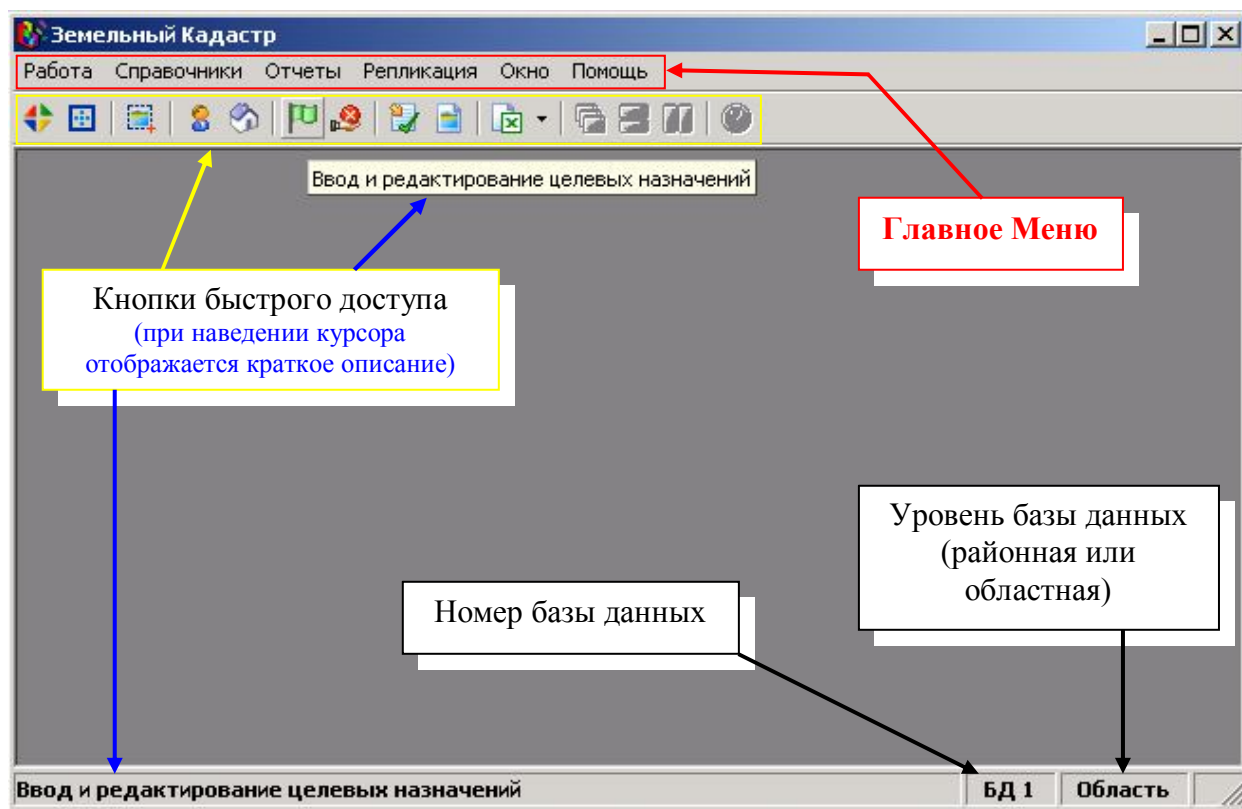 Земельный Кадастр
Работа Справочники Отчеты Репликация Окно Помощь
Ввод и редактирование целевых назначений
Главное Меню
Кнопки быстрого доступа
(при наведении курсора
отображается краткое описание)
Уровень базы данных
(районная или
областная)
Номер базы данных
Ввод и редактирование целевых назначений БД 1 Область